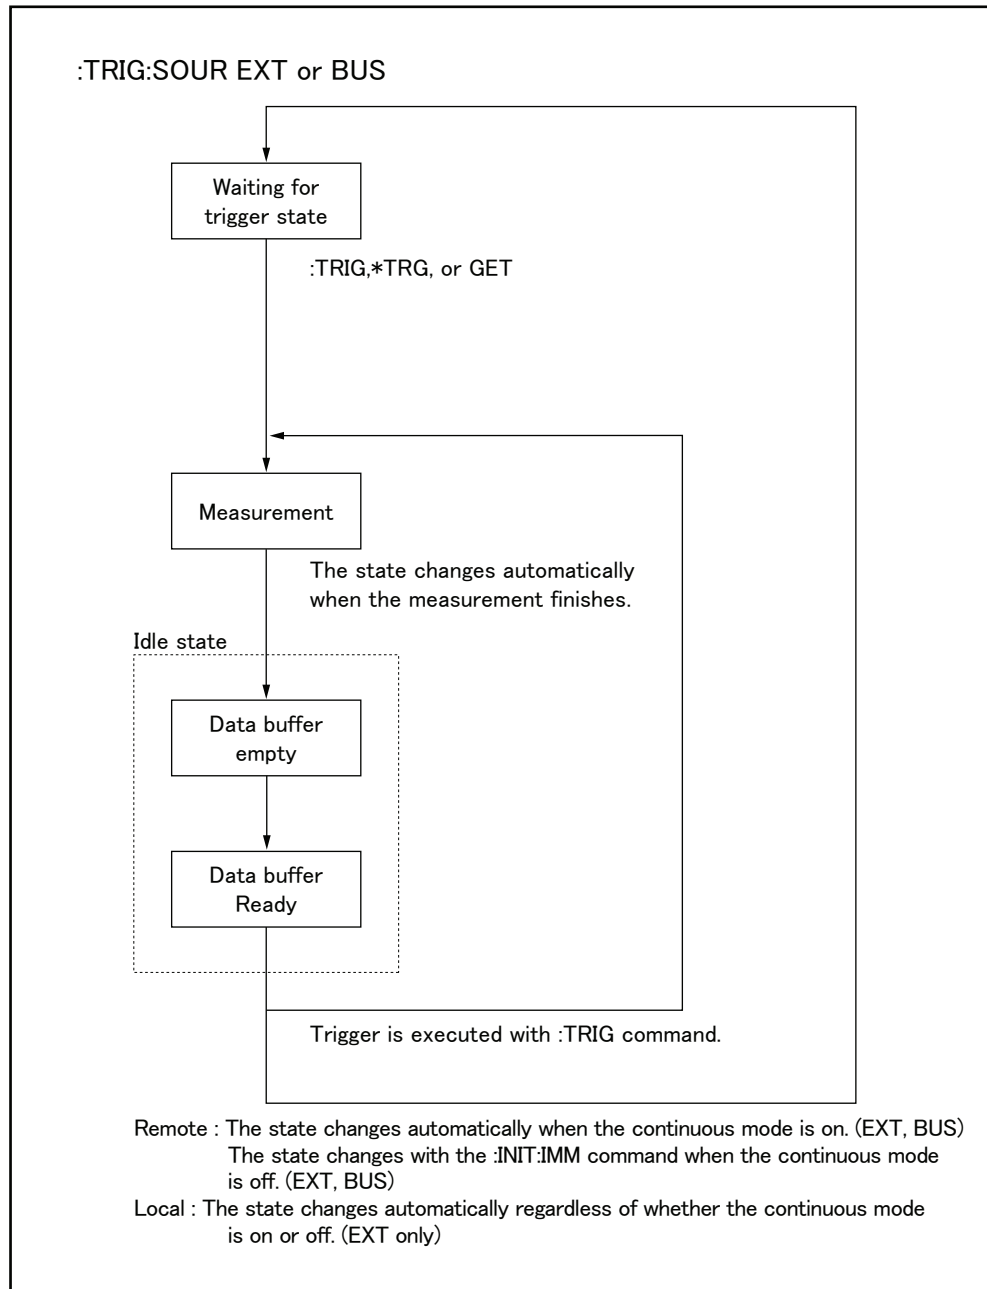 :TRIG:SOUR EXT or BUS
Waiting for
trigger state
:TRIG,*TRG, or GET
Measurement
The state changes automatically
when the measurement finishes.
Idle state
Data buffer
empty
Data buffer
Ready
Trigger is executed with :TRIG command.
Remote : The state changes automatically when the continuous mode is on. (EXT, BUS)
The state changes with the :INIT:IMM command when the continuous mode
is off. (EXT, BUS)
Local : The state changes automatically regardless of whether the continuous mode
is on or off. (EXT only)